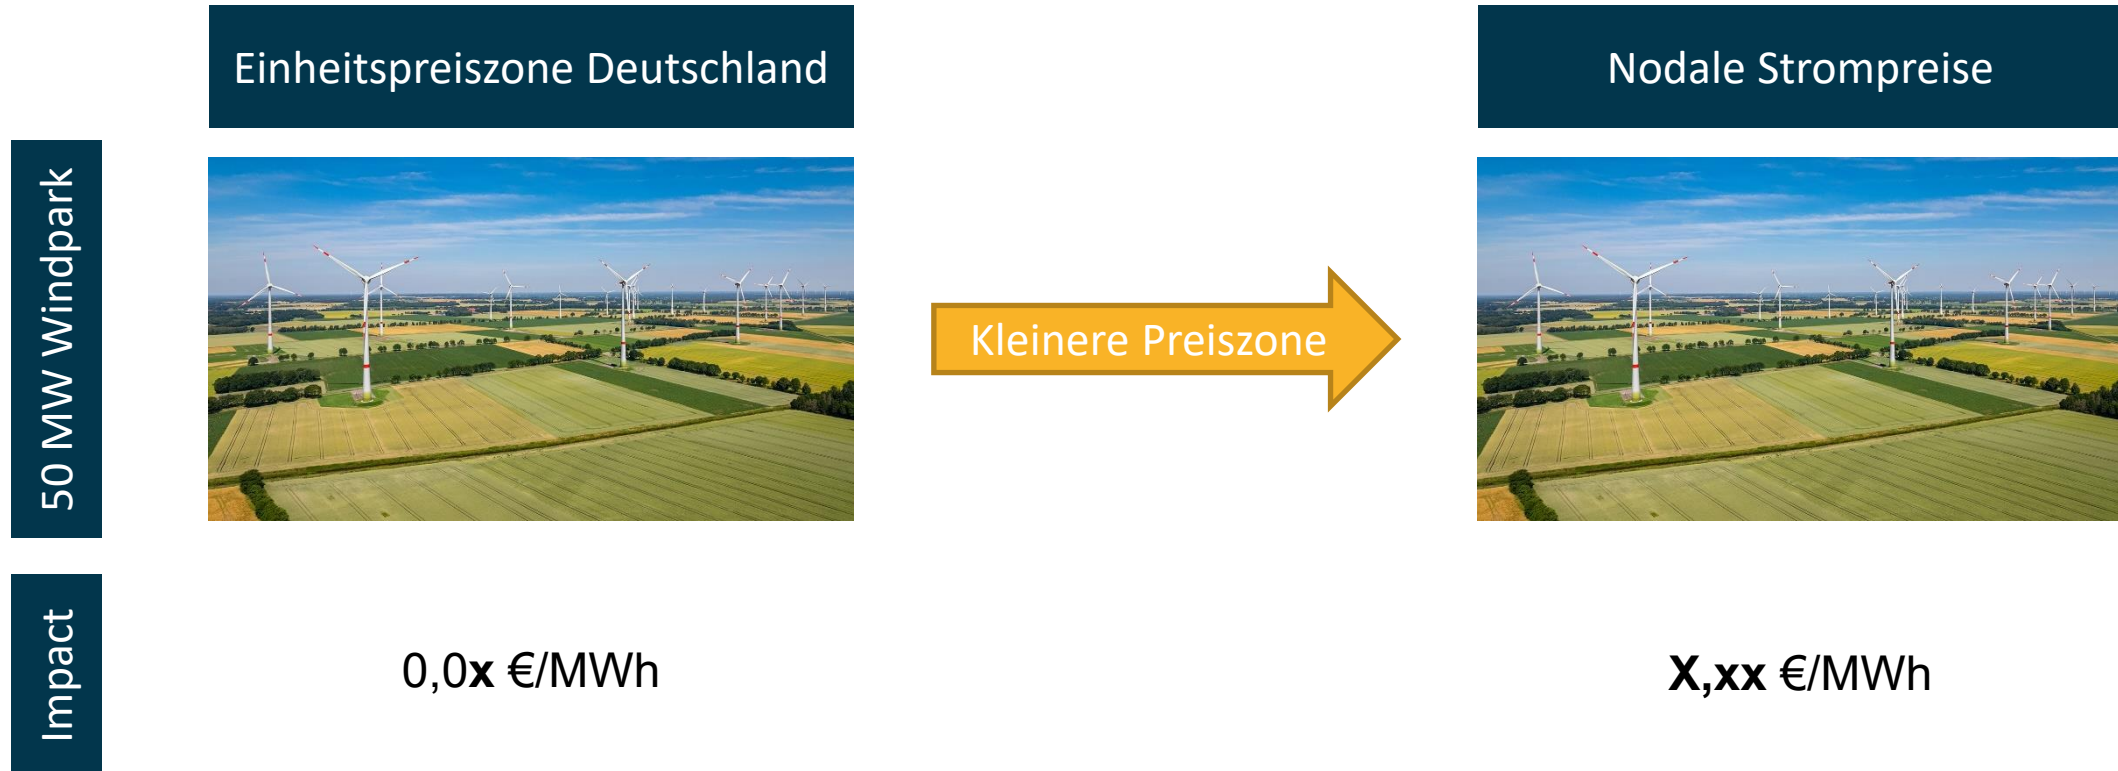 Einheitspreiszone Deutschland
Nodale Strompreise
50 MW Windpark
Kleinere Preiszone
Impact
0,0x €/MWh
X,xx €/MWh